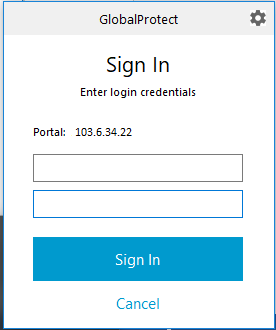 GlobalProtect
Sign In
Enter login credentials
Portal: 103.6.34.22
Sign In
Cancel